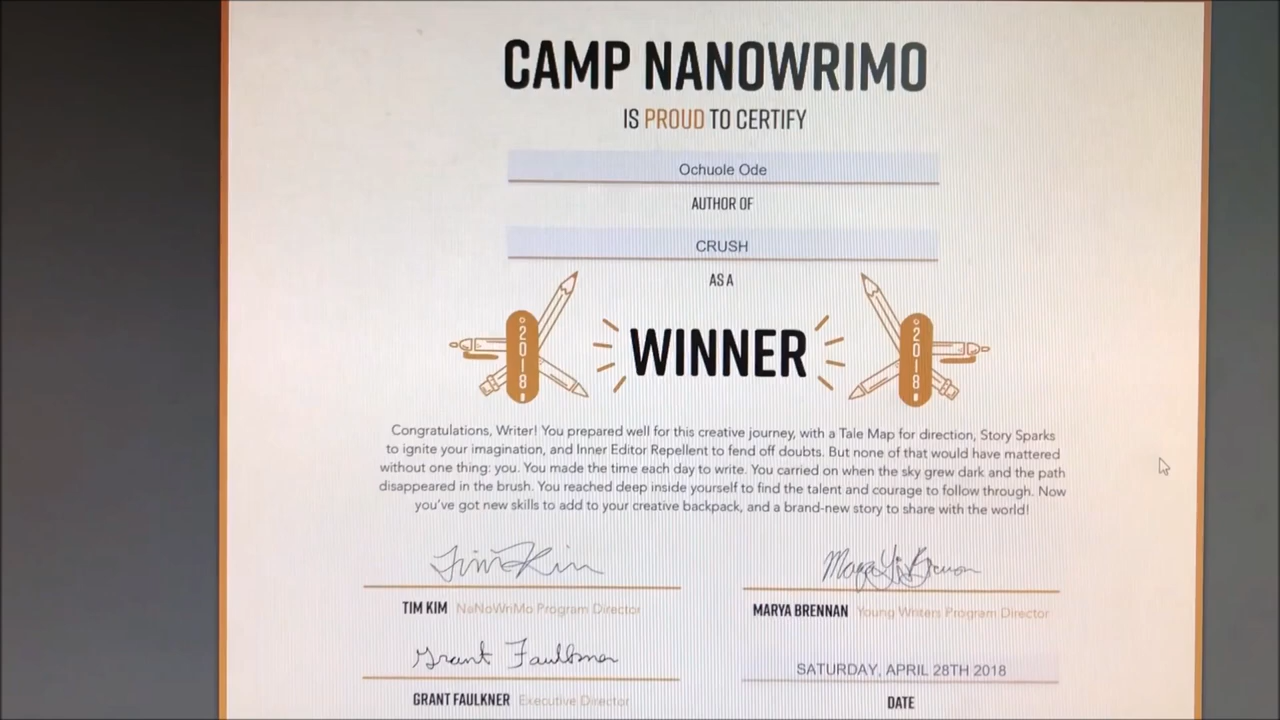 CAMP NANOWRIMO
IS PROUD TO CERTIFY
Ochuole Ode
AUTHOR OF
CRUSH
AS A
2018
WINNER
2018
Congratulations, Writer! You prepared well for this creative journey, with a Tale Map for direction, Story Sparks
to ignite your imagination, and Inner Editor Repellent to fend off doubts. But none of that would have mattered
without one thing: you. You made the time each day to write. You carried on when the sky grew dark and the path
disappeared in the brush. You reached deep inside yourself to find the talent and courage to follow through. Now
you've got new skills to add to your creative backpack, and a brand-new story to share with the world!
Tim Kim
TIM KIM NaNoWriMo Program Director
Marya Brennan
MARYA BRENNAN Young Writers Program Director
Grant Faulkner
GRANT FAULKNER Executive Director
SATURDAY, APRIL 28TH 2018
DATE